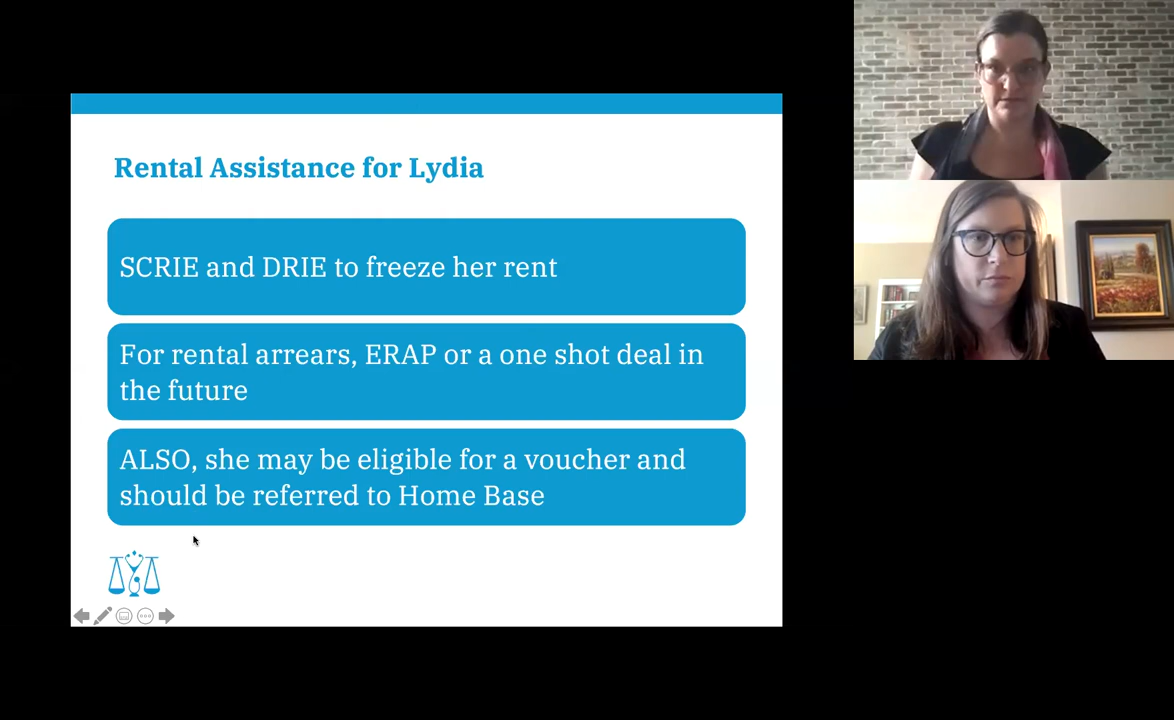 Rental Assistance for Lydia
SCRIE and DRIE to freeze her rent
For rental arrears, ERAP or a one shot deal in
the future
ALSO, she may be eligible for a voucher and
should be referred to Home Base